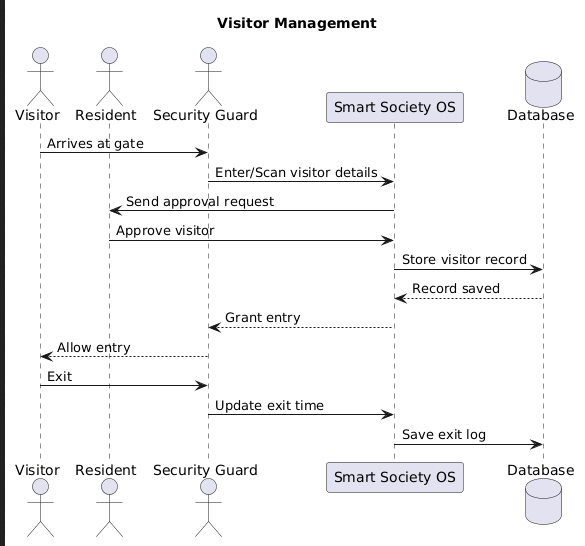 Visitor Management
Visitor Resident Security Guard Smart Society OS Database
Arrives at gate
Enter/Scan visitor details
Send approval request
Approve visitor
Store visitor record
Record saved
Grant entry
Allow entry
Exit
Update exit time
Save exit log
Visitor Resident Security Guard Smart Society OS Database